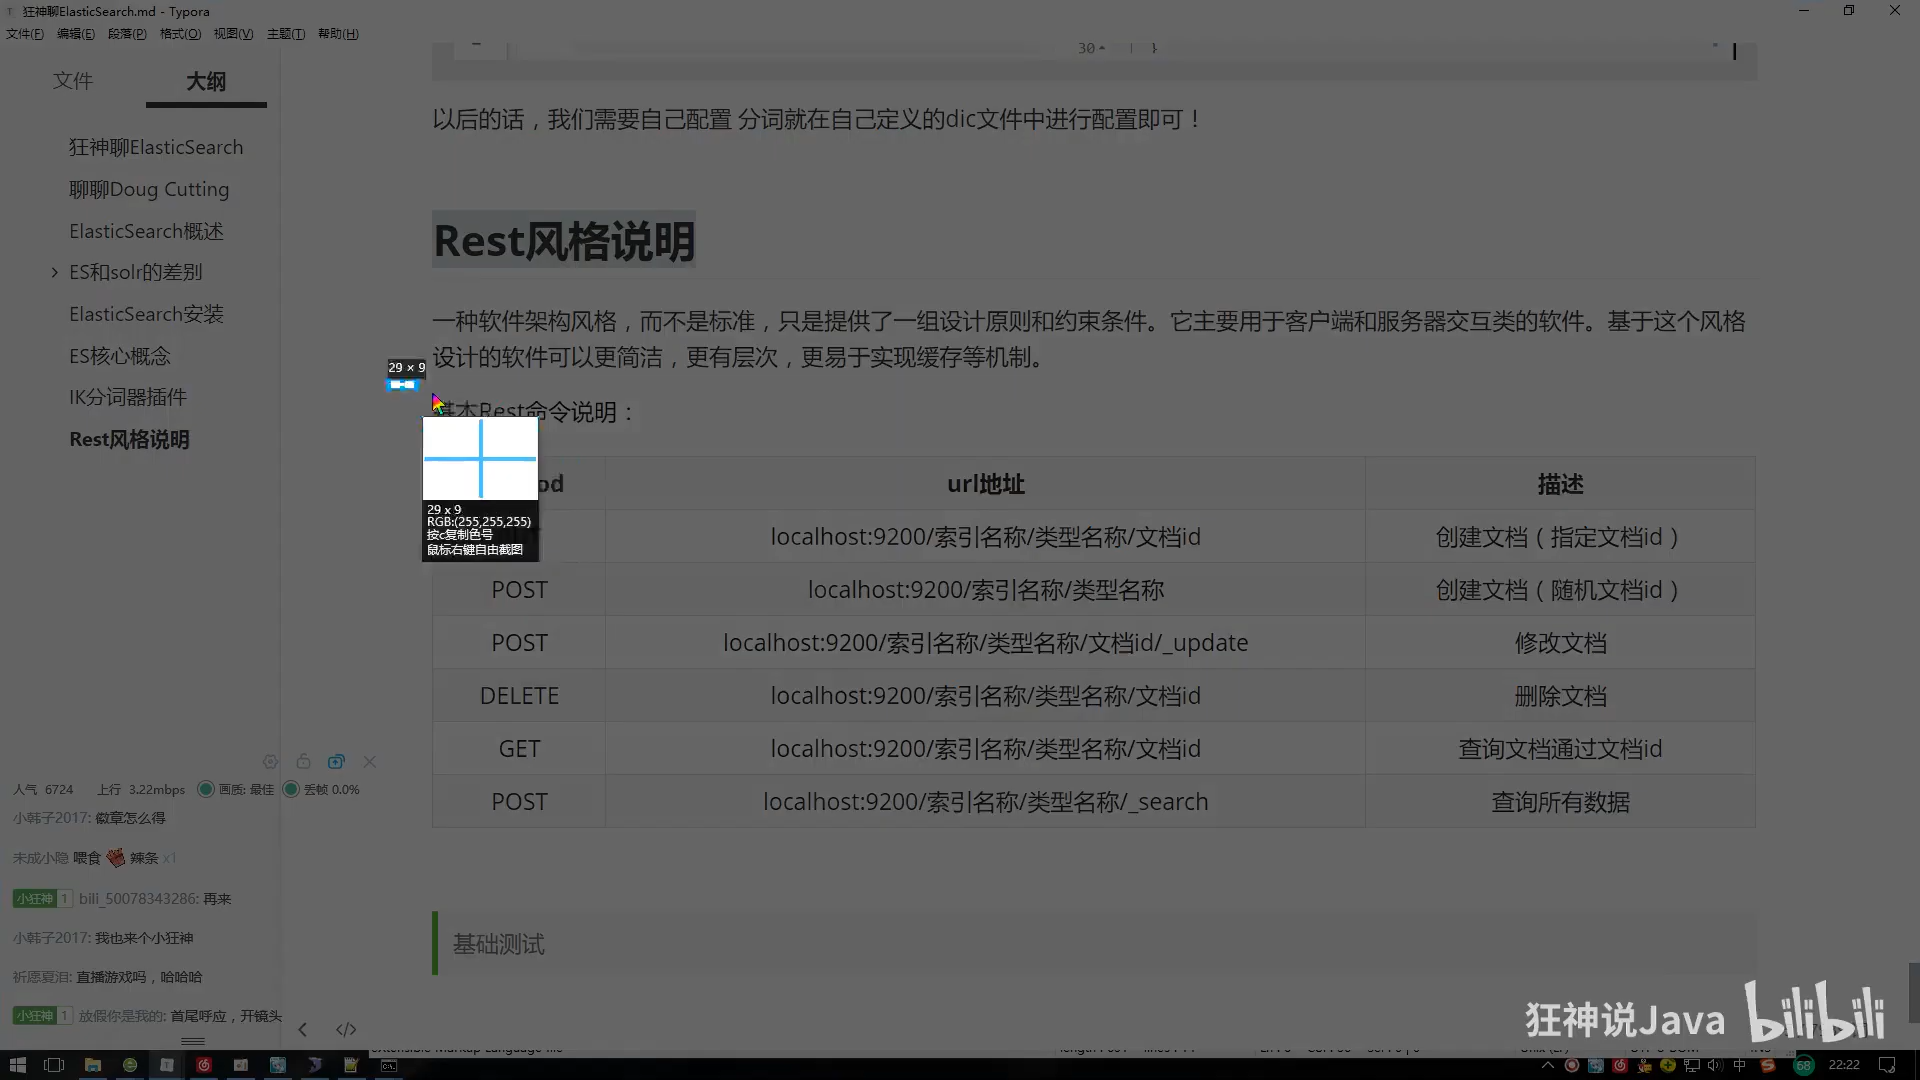 狂神聊ElasticSearch.md - Typora
文件(F) 编辑(E) 段落(P) 格式(O) 视图(V) 主题(T) 帮助(H)
文件 大纲
狂神聊ElasticSearch
聊聊Doug Cutting
ElasticSearch概述
ES和solr的差别
ElasticSearch安装
ES核心概念
IK分词器插件
Rest风格说明
30 }
以后的话，我们需要自己配置 分词就在自己定义的dic文件中进行配置即可！
Rest风格说明
一种软件架构风格，而不是标准，只是提供了一组设计原则和约束条件。它主要用于客户端和服务器交互类的软件。基于这个风格
设计的软件可以更简洁，更有层次，更易于实现缓存等机制。
29 × 9
基本Rest命令说明：
29 x 9
RGB:(255,255,255)
按c复制色号
鼠标右键自由截图
od url地址 描述
localhost:9200/索引名称/类型名称/文档id 创建文档（指定文档id）
POST localhost:9200/索引名称/类型名称 创建文档（随机文档id）
POST localhost:9200/索引名称/类型名称/文档id/_update 修改文档
DELETE localhost:9200/索引名称/类型名称/文档id 删除文档
GET localhost:9200/索引名称/类型名称/文档id 查询文档通过文档id
POST localhost:9200/索引名称/类型名称/_search 查询所有数据
基础测试
人气 6724 上行 3.22mbps 画质: 最佳 丢帧 0.0%
小韩子2017: 徽章怎么得
未成小隐 喂食 辣条 x1
小狂神 1 bili_50078343286: 再来
小韩子2017: 我也来个小狂神
祈愿夏泪: 直播游戏吗，哈哈哈
小狂神 1 放假你是我的: 首尾呼应，开镜头
狂神说Java bilibili
中 68 22:22